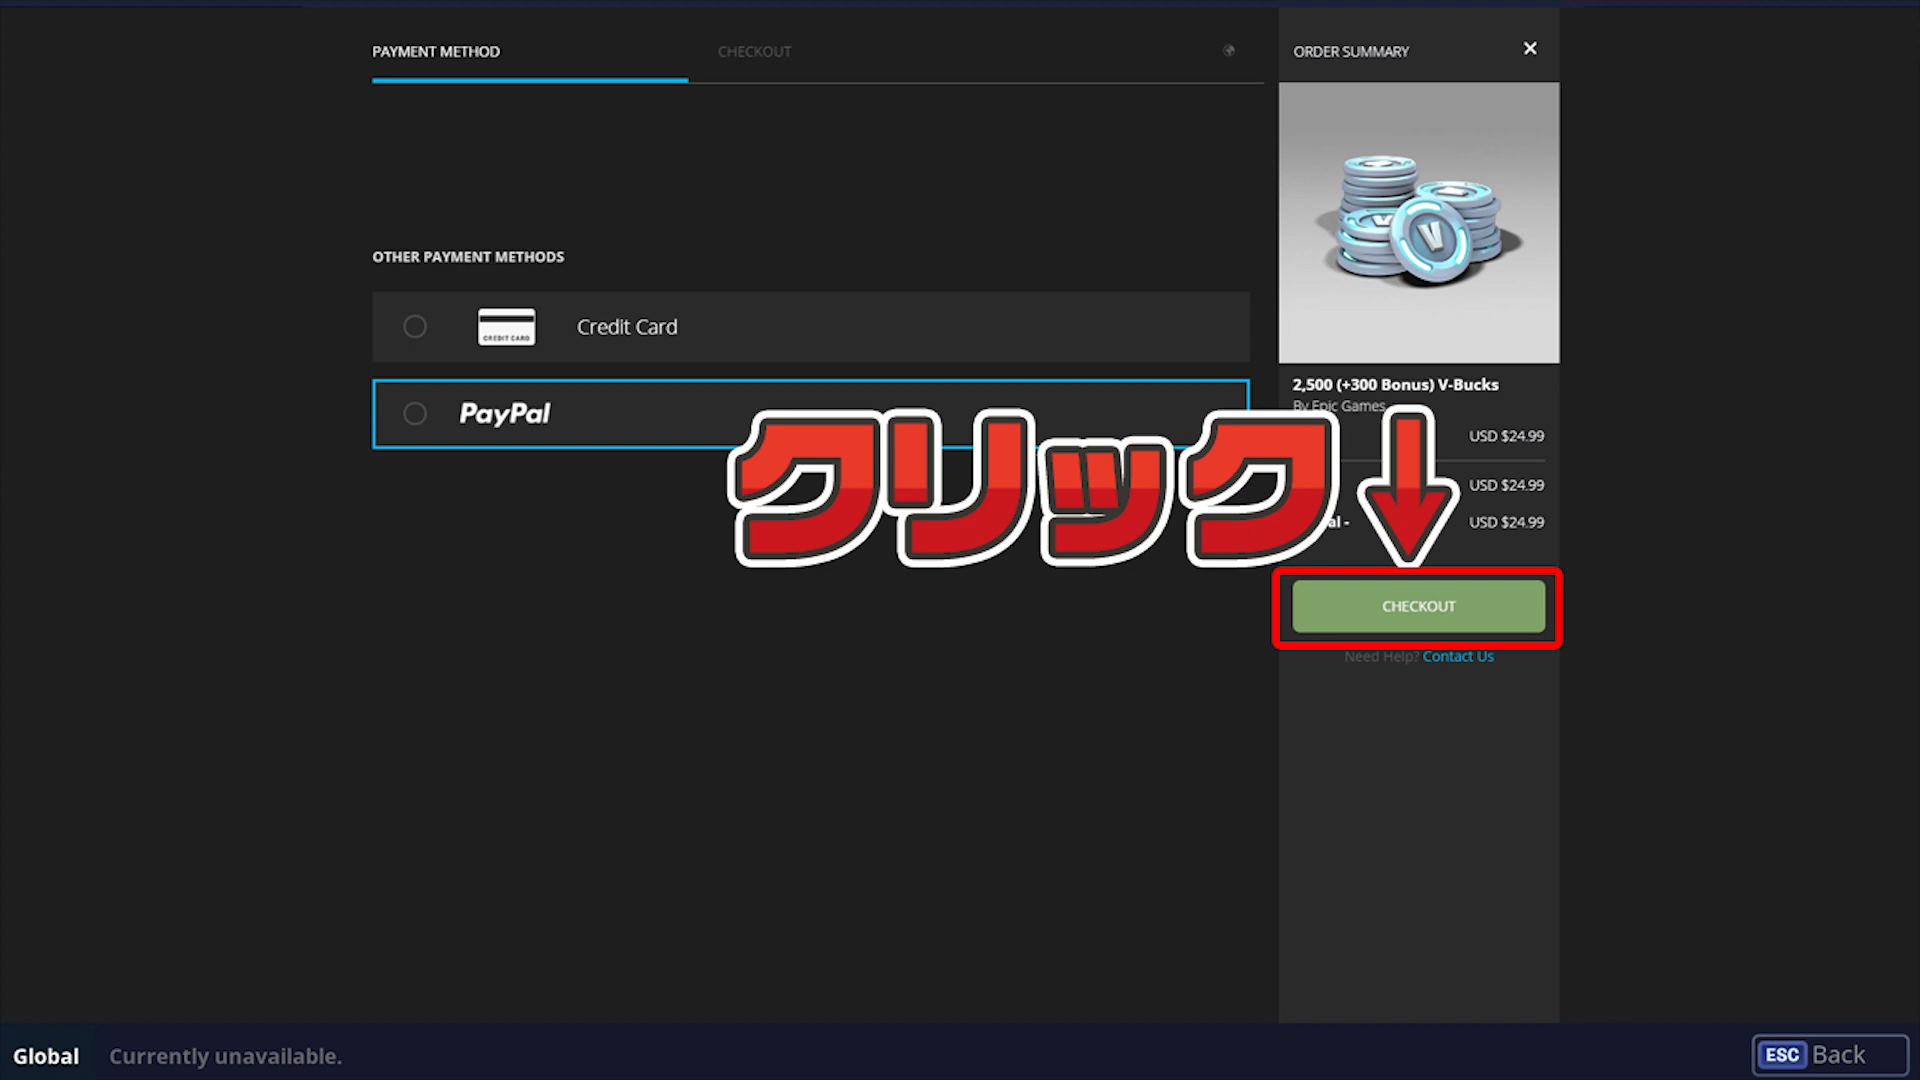 PAYMENT METHOD
CHECKOUT
OTHER PAYMENT METHODS
CREDIT CARD
Credit Card
PayPal
ORDER SUMMARY
V
2,500 (+300 Bonus) V-Bucks
By Epic Games
USD $24.99
USD $24.99
al -
USD $24.99
クリック
CHECKOUT
Need Help? Contact Us
Global
Currently unavailable.
ESC Back